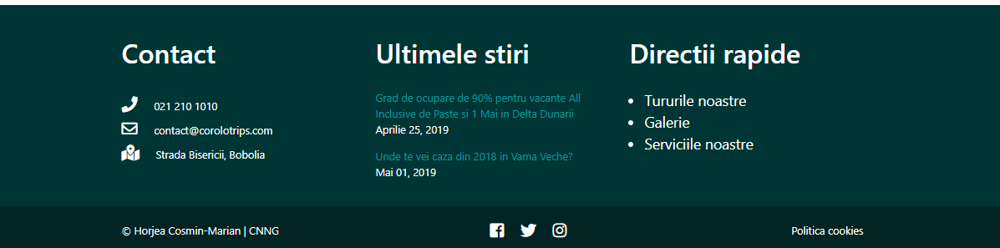 Contact
021 210 1010
contact@corolotrips.com
Strada Bisericii, Bobolia
Ultimele stiri
Grad de ocupare de 90% pentru vacante All
Inclusive de Paste si 1 Mai in Delta Dunarii
Aprilie 25, 2019
Unde te vei caza din 2018 in Vama Veche?
Mai 01, 2019
Directii rapide
• Tururile noastre
• Galerie
• Serviciile noastre
© Horjea Cosmin-Marian | CNNG
Politica cookies